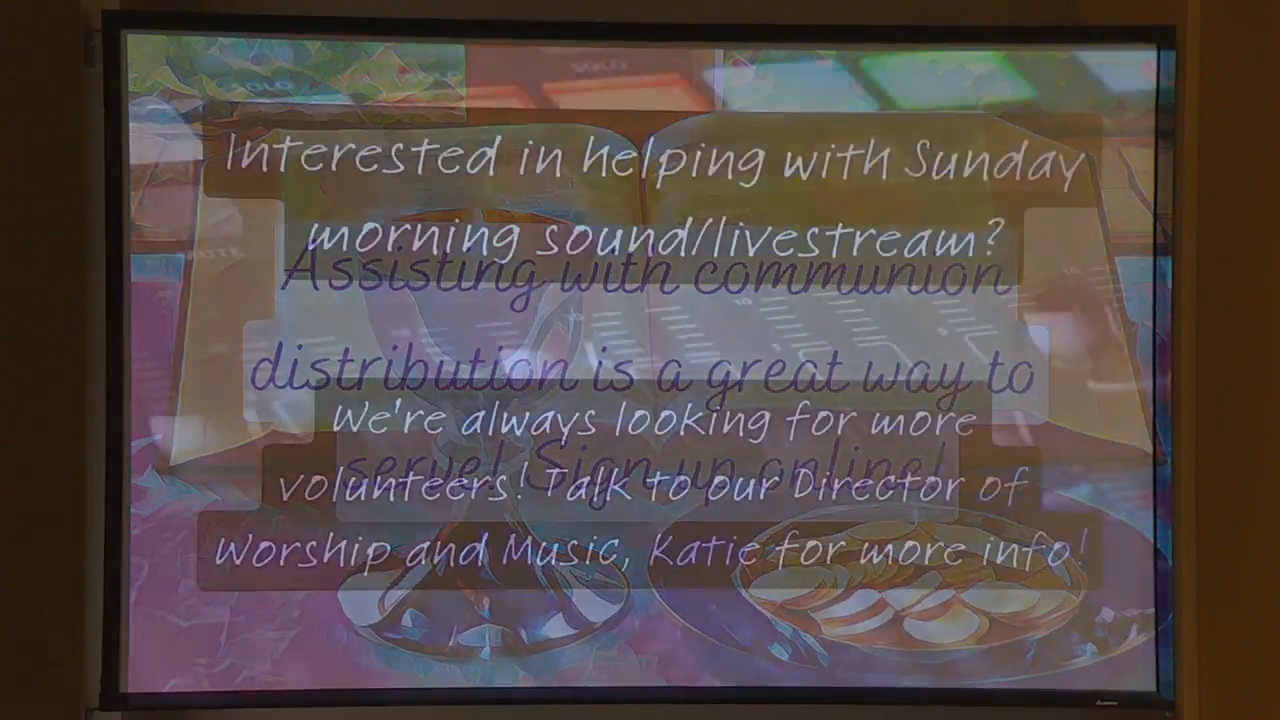 Interested in helping with Sunday
morning sound/livestream?
Assisting with communion
distribution is a great way to
serve! Sign up online!
We're always looking for more
volunteers! Talk to our Director of
Worship and Music, Katie for more info!